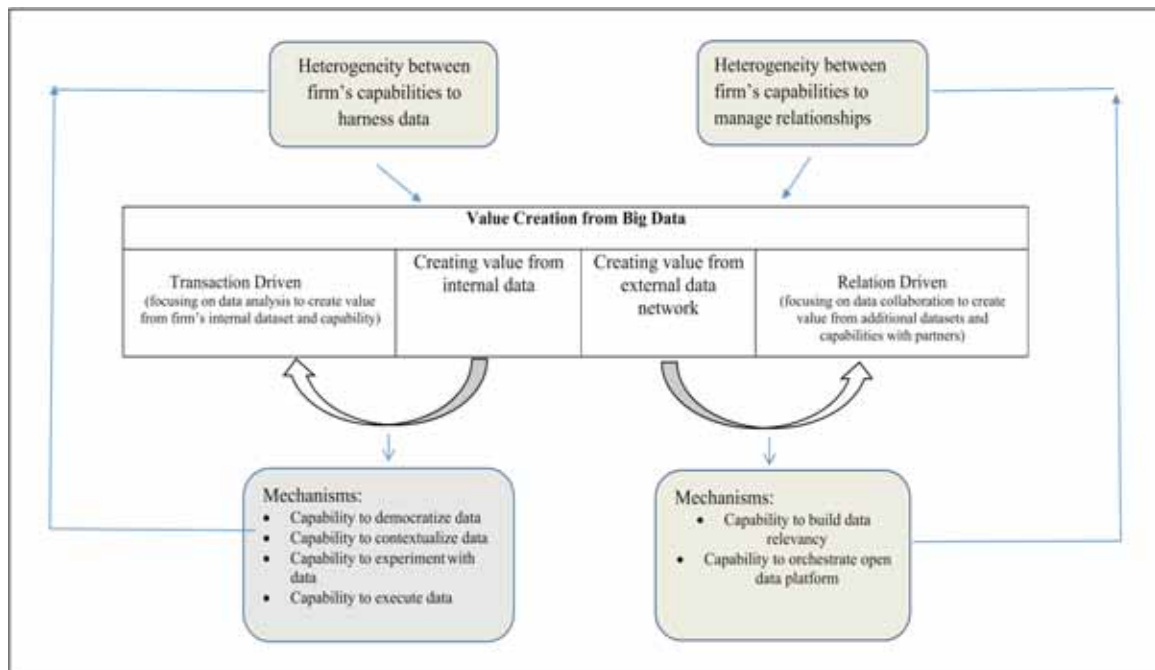 Heterogeneity between
firm's capabilities to
harness data
Heterogeneity between
firm's capabilities to
manage relationships
Value Creation from Big Data
Transaction Driven
(focusing on data analysis to create value
from firm's internal dataset and capability)
Creating value from
internal data
Creating value from
external data
network
Relation Driven
(focusing on data collaboration to create
value from additional datasets and
capabilities with partners)
Mechanisms:
• Capability to democratize data
• Capability to contextualize data
• Capability to experiment with
data
• Capability to execute data
Mechanisms:
• Capability to build data
relevancy
• Capability to orchestrate open
data platform